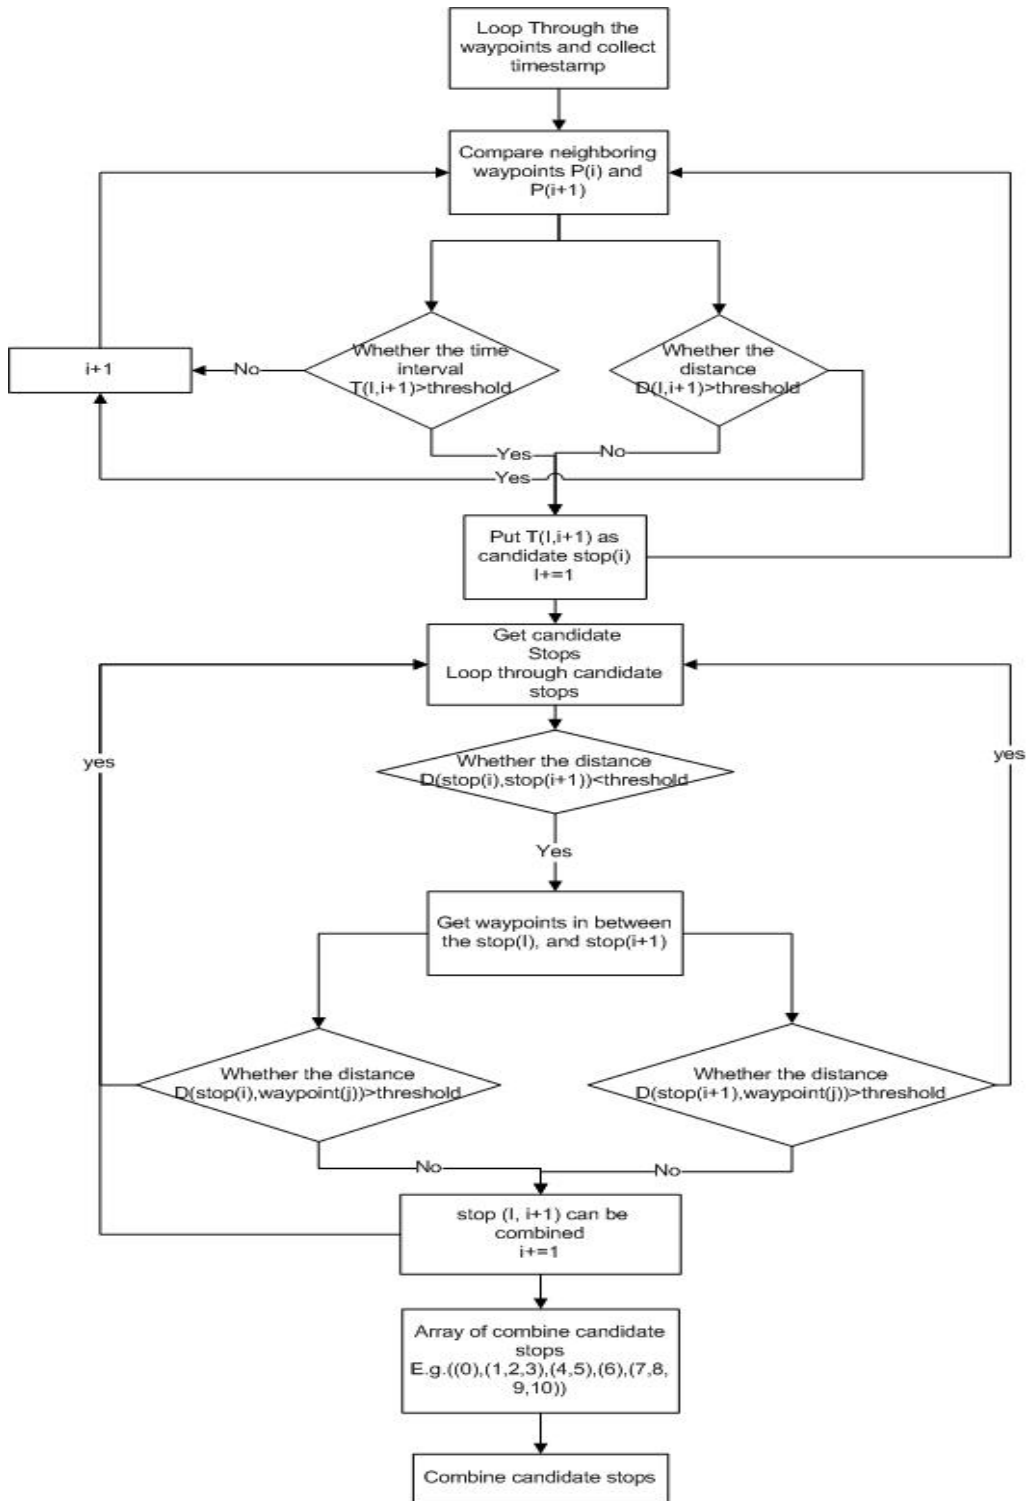 Loop Through the
waypoints and collect
timestamp
Compare neighboring
waypoints P(i) and
P(i+1)
Whether the time
interval
T(I,i+1)>threshold
Whether the
distance
D(I,i+1)>threshold
i+1
No
Yes
No
Yes
Put T(I,i+1) as
candidate stop(i)
I+=1
Get candidate
Stops
Loop through candidate
stops
yes
yes
Whether the distance
D(stop(i),stop(i+1))<threshold
Yes
Get waypoints in between
the stop(I), and stop(i+1)
Whether the distance
D(stop(i),waypoint(j))>threshold
Whether the distance
D(stop(i+1),waypoint(j))>threshold
No
No
stop (I, i+1) can be
combined
i+=1
Array of combine candidate
stops
E.g.((0),(1,2,3),(4,5),(6),(7,8,
9,10))
Combine candidate stops